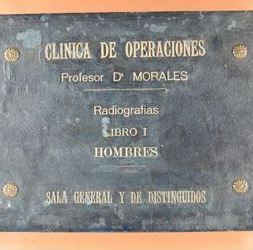 CLINICA DE OPERACIONES
Profesor Dr MORALES
Radiografias
LIBRO I
HOMBRES
SALA GENERAL Y DE DISTINGUIDOS